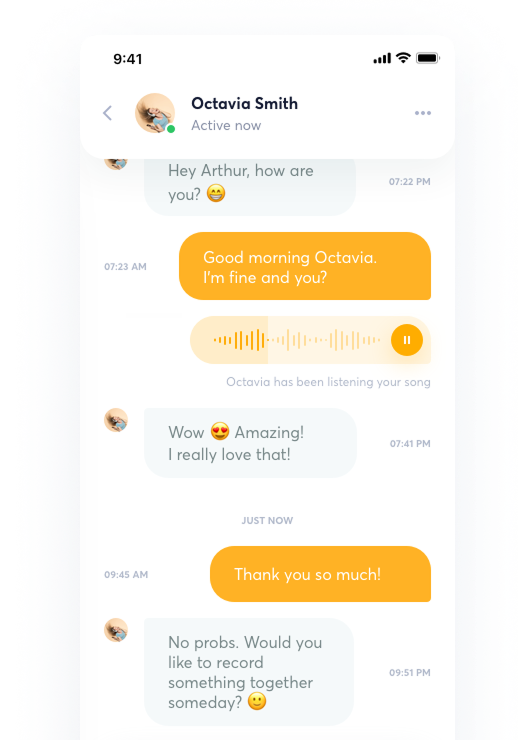 9:41
Octavia Smith
Active now
Hey Arthur, how are
you? 😁
07:22 PM
07:23 AM
Good morning Octavia.
I'm fine and you?
Octavia has been listening your song
Wow 😍 Amazing!
I really love that!
07:41 PM
JUST NOW
09:45 AM
Thank you so much!
No probs. Would you
like to record
something together
someday? 🙂
09:51 PM